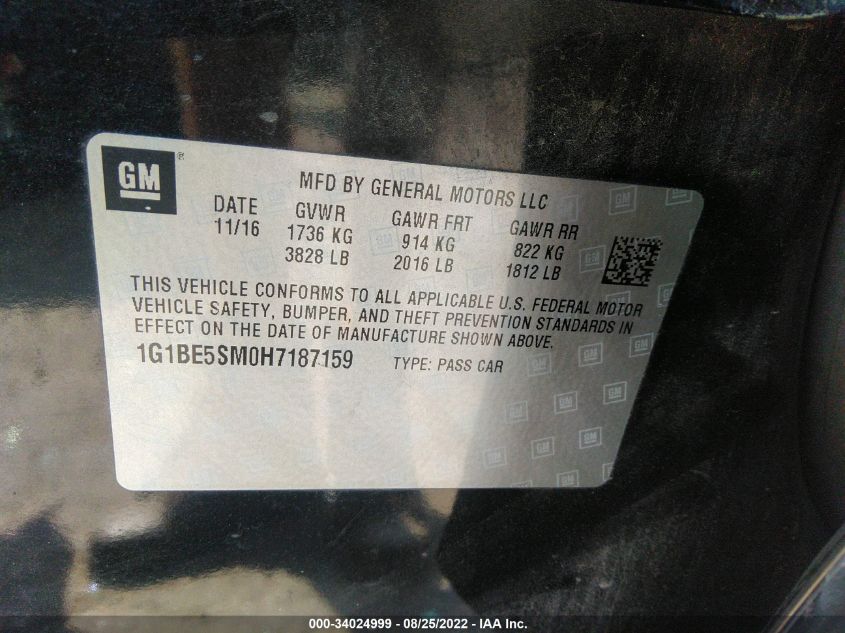 GM®
MFD BY GENERAL MOTORS LLC
DATE GVWR GAWR FRT GAWR RR
11/16 1736 KG 914 KG 822 KG
3828 LB 2016 LB 1812 LB
THIS VEHICLE CONFORMS TO ALL APPLICABLE U.S. FEDERAL MOTOR
VEHICLE SAFETY, BUMPER, AND THEFT PREVENTION STANDARDS IN
EFFECT ON THE DATE OF MANUFACTURE SHOWN ABOVE.
1G1BE5SM0H7187159 TYPE: PASS CAR
000-34024999 - 08/25/2022 - IAA Inc.